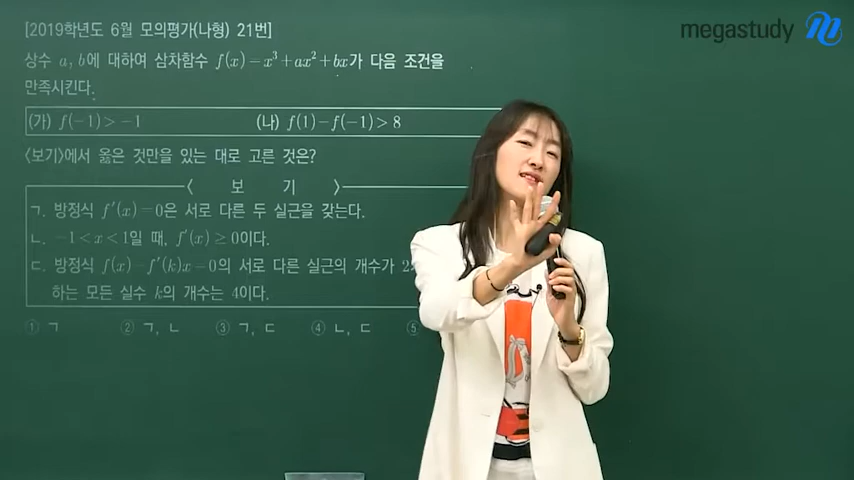 [2019학년도 6월 모의평가(나형) 21번]
megastudy
상수 a, b에 대하여 삼차함수 f(x)=x³+ax²+bx가 다음 조건을
만족시킨다.
(가) f(-1)>-1 (나) f(1)-f(-1)>8
<보기>에서 옳은 것만을 있는 대로 고른 것은?
< 보 기 >
ㄱ. 방정식 f'(x)=0은 서로 다른 두 실근을 갖는다.
ㄴ. -1<x<1일 때, f'(x)≥0이다.
ㄷ. 방정식 f(x)-f'(k)x=0의 서로 다른 실근의 개수가 2
하는 모든 실수 k의 개수는 4이다.
① ㄱ ② ㄱ, ㄴ ③ ㄱ, ㄷ ④ ㄴ, ㄷ ⑤